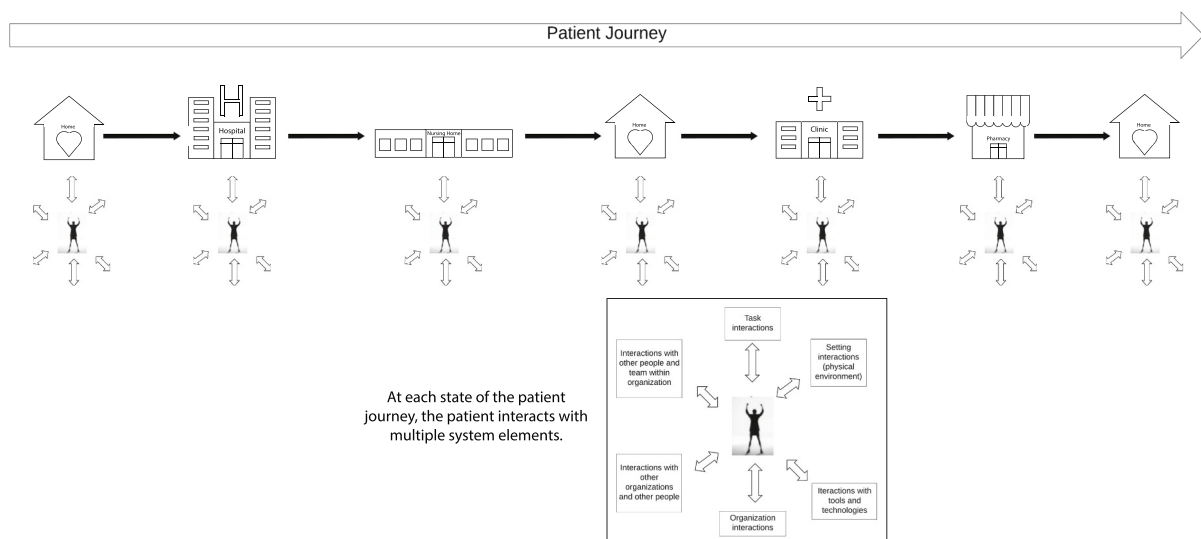 Patient Journey
Home
H
Hospital
Nursing Home
Home
Clinic
Pharmacy
Home
At each state of the patient
journey, the patient interacts with
multiple system elements.
Task
interactions
Interactions with
other people and
team within
organization
Setting
interactions
(physical
environment)
Interactions with
other
organizations
and other people
Iteractions with
tools and
technologies
Organization
interactions